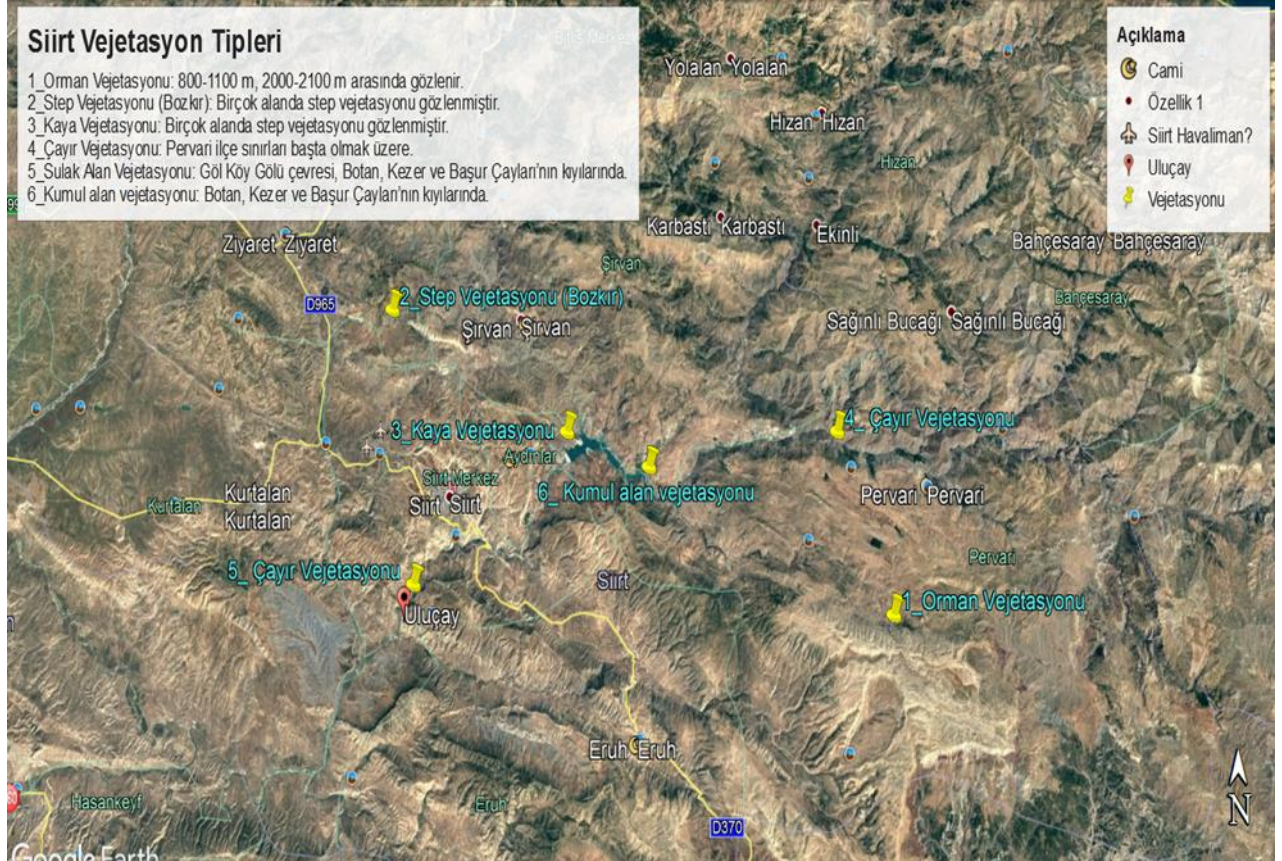 Siirt Vejetasyon Tipleri
1_Orman Vejetasyonu: 800-1100 m, 2000-2100 m arasında gözlenir.
2_Step Vejetasyonu (Bozkır): Birçok alanda step vejetasyonu gözlenmiştir.
3_Kaya Vejetasyonu: Birçok alanda step vejetasyonu gözlenmiştir.
4_Çayır Vejetasyonu: Pervari ilçe sınırları başta olmak üzere.
5_Sulak Alan Vejetasyonu: Göl Köy Gölü çevresi, Botan, Kezer ve Başur Çayları'nın kıyılarında.
6_Kumul alan vejetasyonu: Botan, Kezer ve Başur Çayları'nın kıyılarında.
Açıklama
Cami
Özellik 1
Siirt Havaliman?
Uluçay
Vejetasyonu
Yolalan Yolalan
Hizan Hizan
Hizan
Karbastı Karbastı
Ekinli
Bahçesaray Bahçesaray
Ziyaret Ziyaret
Şirvan
Bahçesaray
D965
2_Step Vejetasyonu (Bozkır)
Şirvan Şirvan
Sağınlı Bucağı Sağınlı Bucağı
3_Kaya Vejetasyonu
4_ Çayır Vejetasyonu
Aydınlar
Siirt Merkez
6_ Kumul alan vejetasyonu
Kurtalan
Kurtalan
Kurtalan
Siirt Siirt
Pervari Pervari
Pervari
5_ Çayır Vejetasyonu
Siirt
1_Orman Vejetasyonu
Uluçay
Eruh Eruh
Hasankeyf
Eruh
D370
N
Google Earth